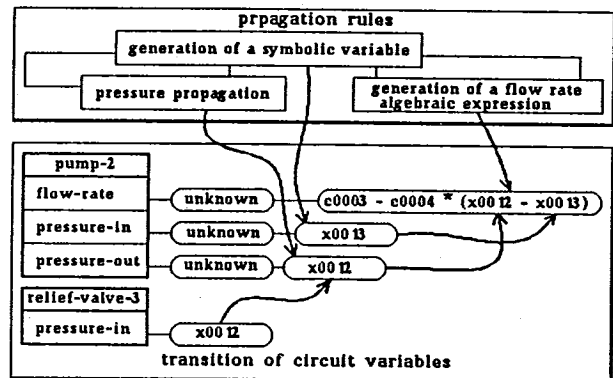 prpagation rules
generation of a symbolic variable
pressure propagation
generation of a flow rate
algebraic expression
pump-2
flow-rate
unknown
c0003 - c0004 * (x0012 - x0013)
pressure-in
unknown
x0013
pressure-out
unknown
x0012
relief-valve-3
pressure-in
x0012
transition of circuit variables